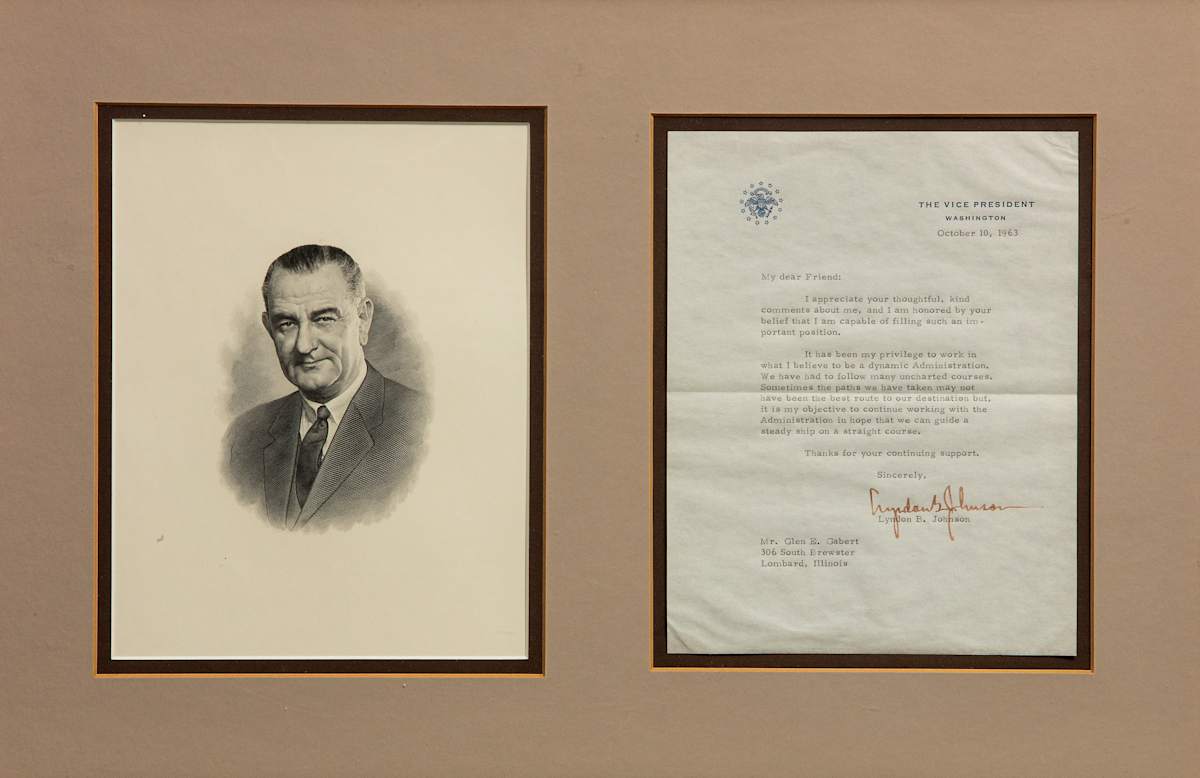 THE VICE PRESIDENT
WASHINGTON
October 10, 1963
My dear Friend:
I appreciate your thoughtful, kind
comments about me, and I am honored by your
belief that I am capable of filling such an im-
portant position.
It has been my privilege to work in
what I believe to be a dynamic Administration.
We have had to follow many uncharted courses.
Sometimes the paths we have taken may not
have been the best route to our destination but,
it is my objective to continue working with the
Administration in hope that we can guide a
steady ship on a straight course.
Thanks for your continuing support.
Sincerely,
Lyndon B Johnson
Lyndon B. Johnson
Mr. Glen E. Gabert
306 South Brewster
Lombard, Illinois